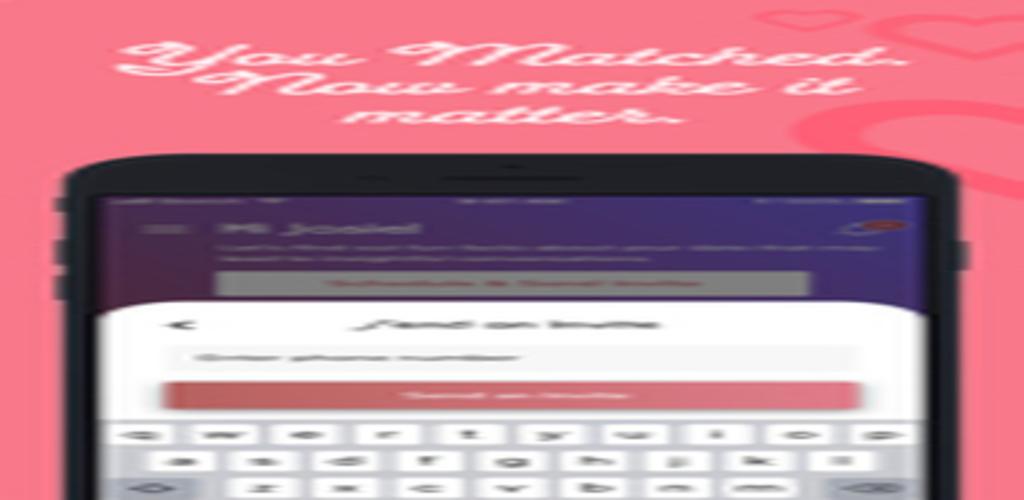 You Matched.
Now make it
matter.
Hi Josie!
Schedule & Send Invite
Send an Invite
Enter phone number
Send an Invite
q w e r t y u i o p
a s d f g h j k l
z x c v b n m